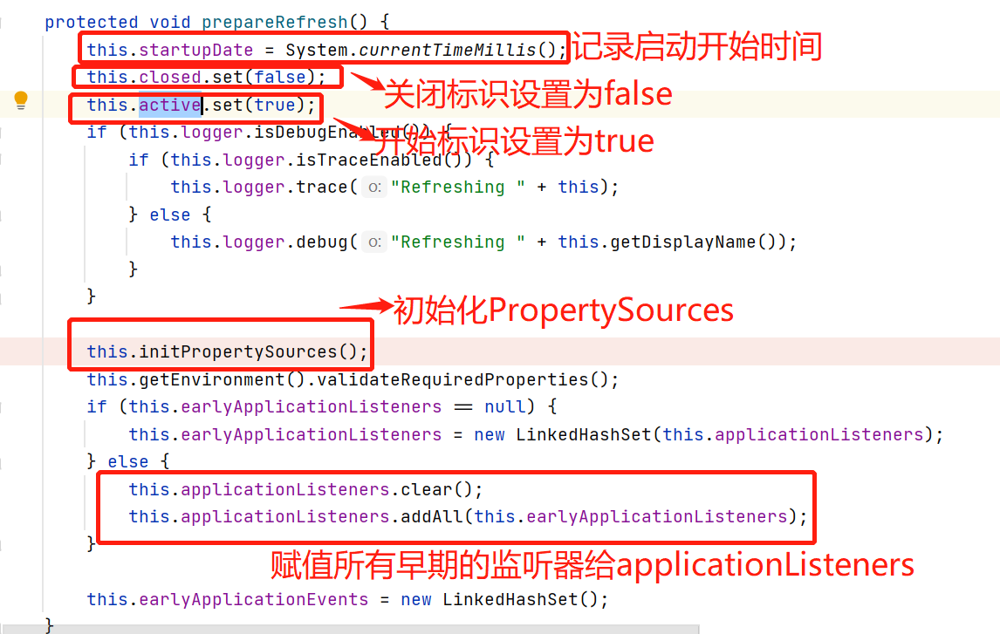 protected void prepareRefresh() {
this.startupDate = System.currentTimeMillis(); 记录启动开始时间
this.closed.set(false);
关闭标识设置为false
this.active.set(true);
if (this.logger.isDebugEnabled()) {
开始标识设置为true
if (this.logger.isTraceEnabled()) {
this.logger.trace( o: "Refreshing " + this);
} else {
this.logger.debug( o: "Refreshing " + this.getDisplayName());
}
}
初始化PropertySources
this.initPropertySources();
this.getEnvironment().validateRequiredProperties();
if (this.earlyApplicationListeners == null) {
this.earlyApplicationListeners = new LinkedHashSet(this.applicationListeners);
} else {
this.applicationListeners.clear();
this.applicationListeners.addAll(this.earlyApplicationListeners);
}
赋值所有早期的监听器给applicationListeners
this.earlyApplicationEvents = new LinkedHashSet();
}